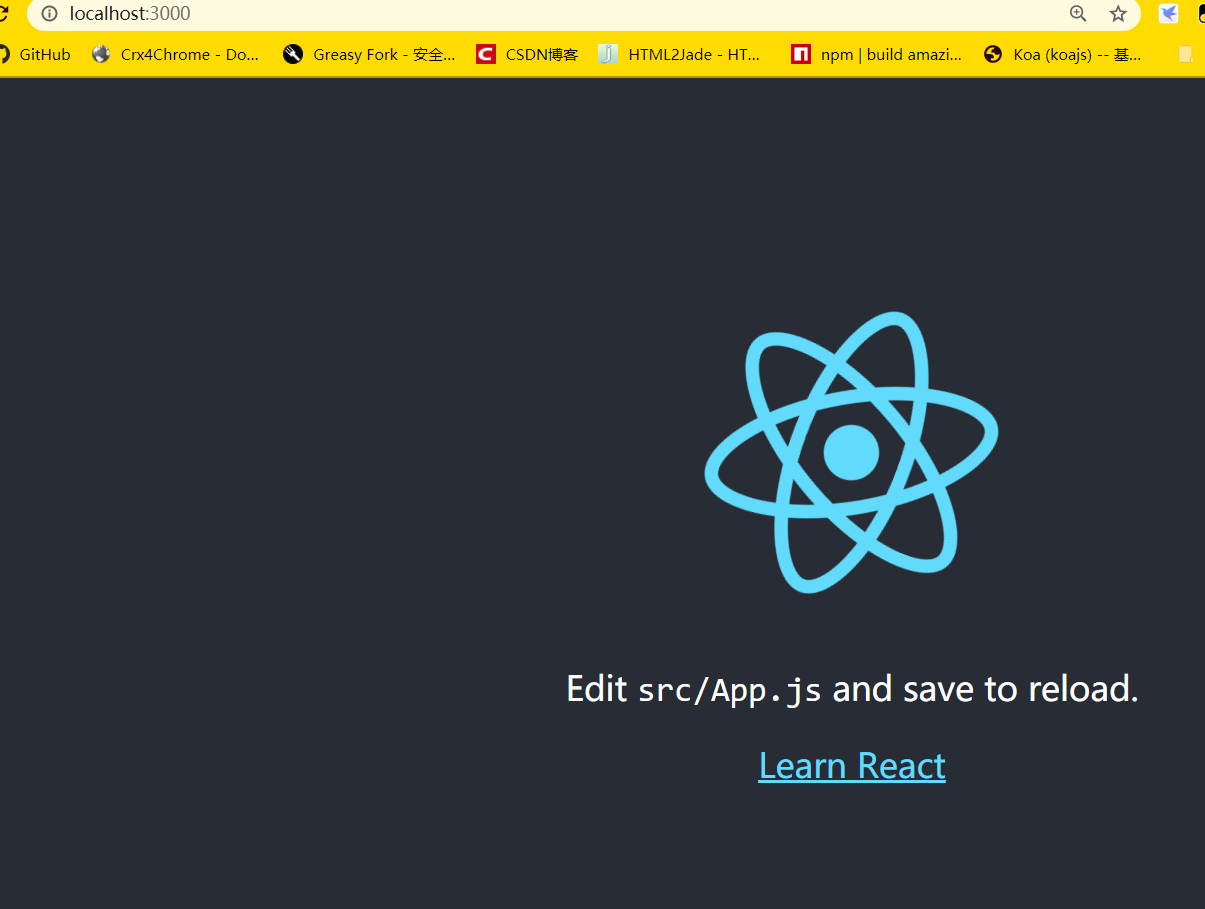 localhost:3000
GitHub Crx4Chrome - Do... Greasy Fork - 安全... CSDN博客 HTML2Jade - HT... npm | build amazi... Koa (koajs) -- 基...
Edit src/App.js and save to reload.
Learn React